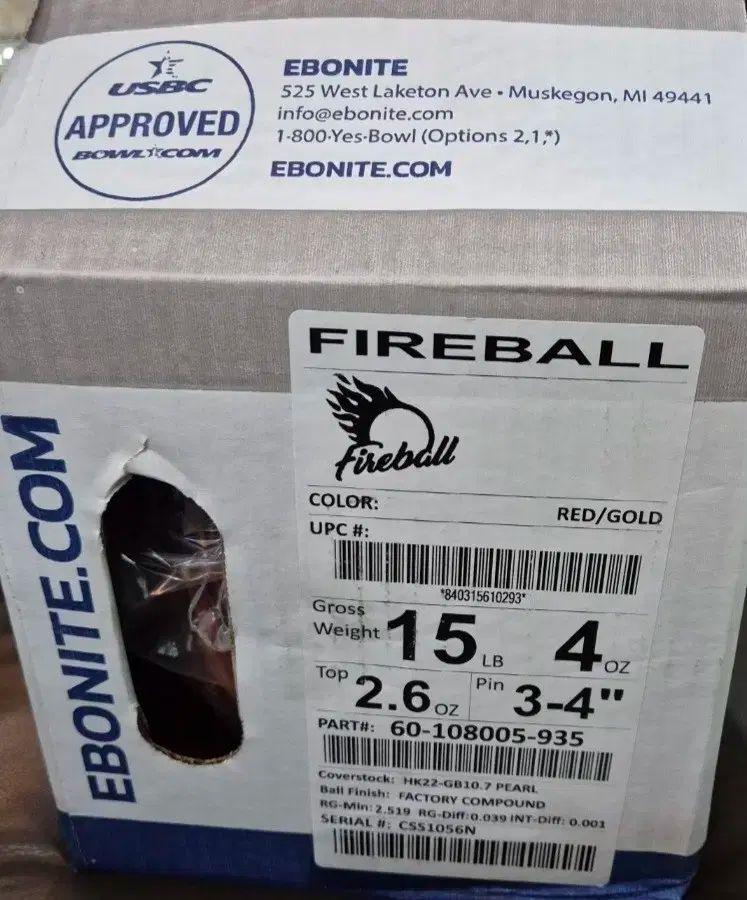 USBC
APPROVED
BOWL.COM
EBONITE
525 West Laketon Ave • Muskegon, MI 49441
info@ebonite.com
1-800-Yes-Bowl (Options 2,1,*)
EBONITE.COM
EBONITE.COM
FIREBALL
Fireball
COLOR: RED/GOLD
UPC #:
*840315610293*
Gross Weight 15 LB 4 OZ
Top 2.6 OZ Pin 3-4"
PART#: 60-108005-935
Coverstock: HK22-GB10.7 PEARL
Ball Finish: FACTORY COMPOUND
RG-Min: 2.519 RG-Diff: 0.039 INT-Diff: 0.001
SERIAL #: CSS1056N